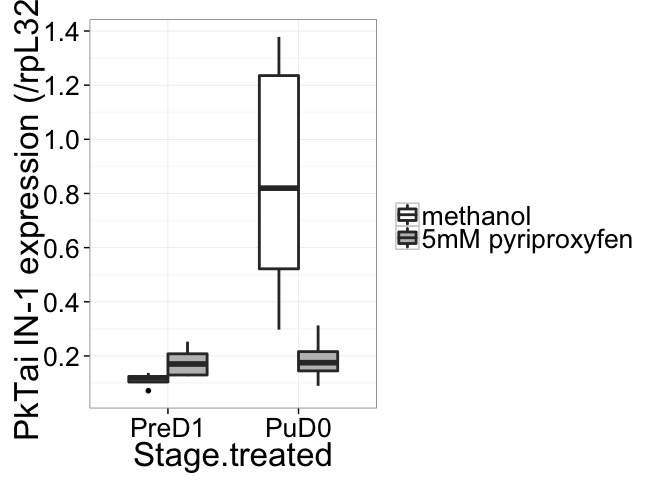 PkTai IN-1 expression (/rpL32
1.4
1.2
1.0
0.8
0.6
0.4
0.2
PreD1 PuD0
Stage.treated
methanol
5mM pyriproxyfen